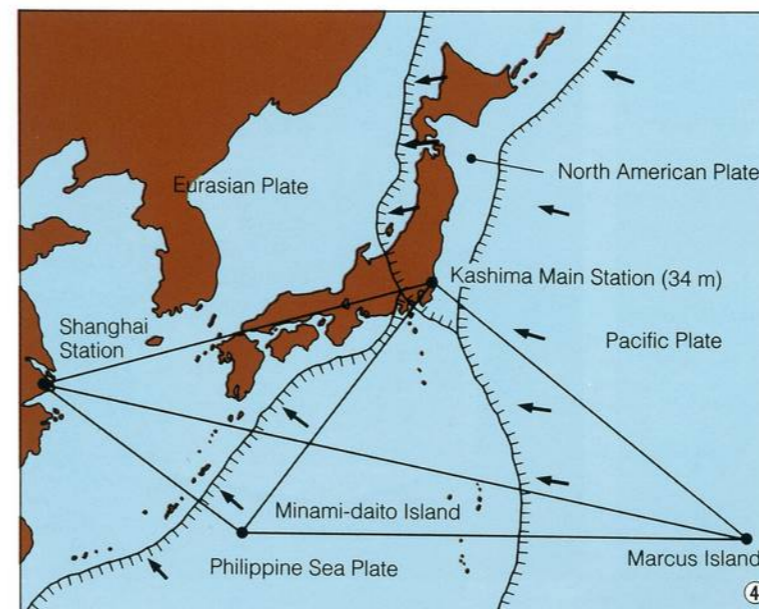 Eurasian Plate
North American Plate
Kashima Main Station (34 m)
Shanghai
Station
Pacific Plate
Minami-daito Island
Philippine Sea Plate
Marcus Island
④